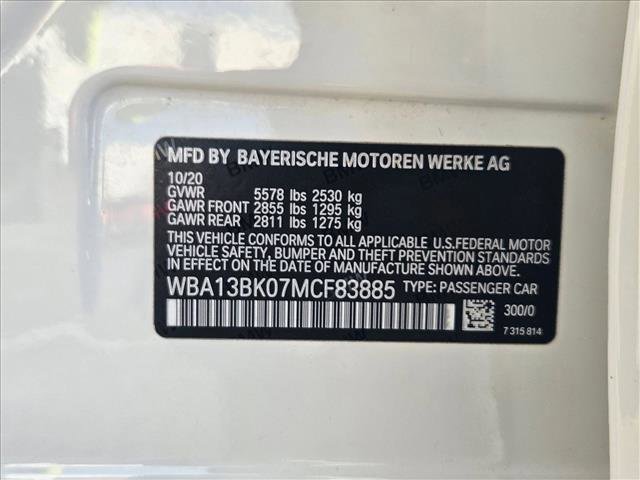 MFD BY BAYERISCHE MOTOREN WERKE AG
10/20
GVWR 5578 lbs 2530 kg
GAWR FRONT 2855 lbs 1295 kg
GAWR REAR 2811 lbs 1275 kg
THIS VEHICLE CONFORMS TO ALL APPLICABLE U.S.FEDERAL MOTOR
VEHICLE SAFETY, BUMPER AND THEFT PREVENTION STANDARDS
IN EFFECT ON THE DATE OF MANUFACTURE SHOWN ABOVE.
WBA13BK07MCF83885 TYPE: PASSENGER CAR
300/0
7 315 814